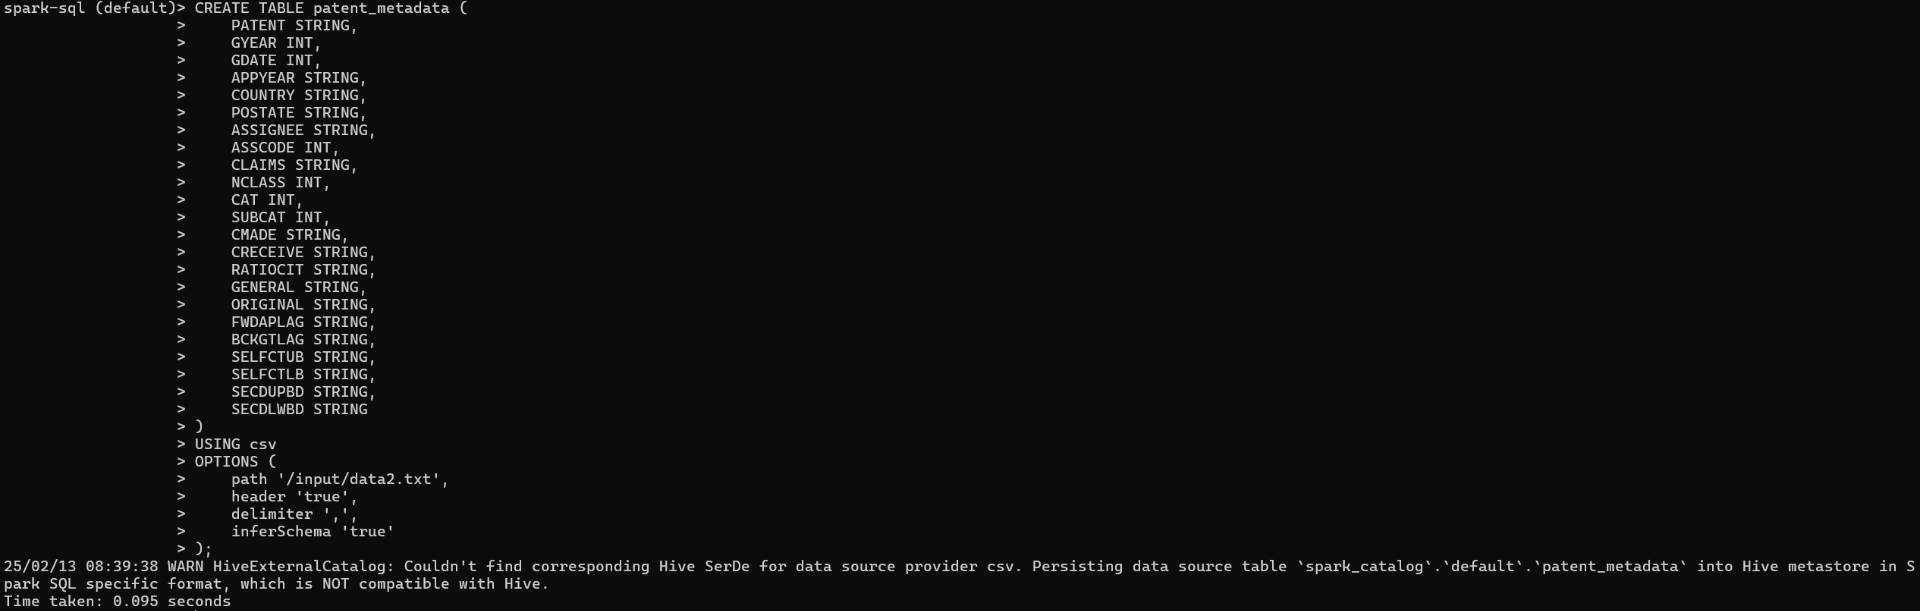 spark-sql (default)> CREATE TABLE patent_metadata (
                   >     PATENT STRING,
                   >     GYEAR INT,
                   >     GDATE INT,
                   >     APPYEAR STRING,
                   >     COUNTRY STRING,
                   >     POSTATE STRING,
                   >     ASSIGNEE STRING,
                   >     ASSCODE INT,
                   >     CLAIMS STRING,
                   >     NCLASS INT,
                   >     CAT INT,
                   >     SUBCAT INT,
                   >     CMADE STRING,
                   >     CRECEIVE STRING,
                   >     RATIOCIT STRING,
                   >     GENERAL STRING,
                   >     ORIGINAL STRING,
                   >     FWDAPLAG STRING,
                   >     BCKGTLAG STRING,
                   >     SELFCTUB STRING,
                   >     SELFCTLB STRING,
                   >     SECDUPBD STRING,
                   >     SECDLWBD STRING
                   > )
                   > USING csv
                   > OPTIONS (
                   >     path '/input/data2.txt',
                   >     header 'true',
                   >     delimiter ',',
                   >     inferSchema 'true'
                   > );
25/02/13 08:39:38 WARN HiveExternalCatalog: Couldn't find corresponding Hive SerDe for data source provider csv. Persisting data source table `spark_catalog`.`default`.`patent_metadata` into Hive metastore in S
park SQL specific format, which is NOT compatible with Hive.
Time taken: 0.095 seconds